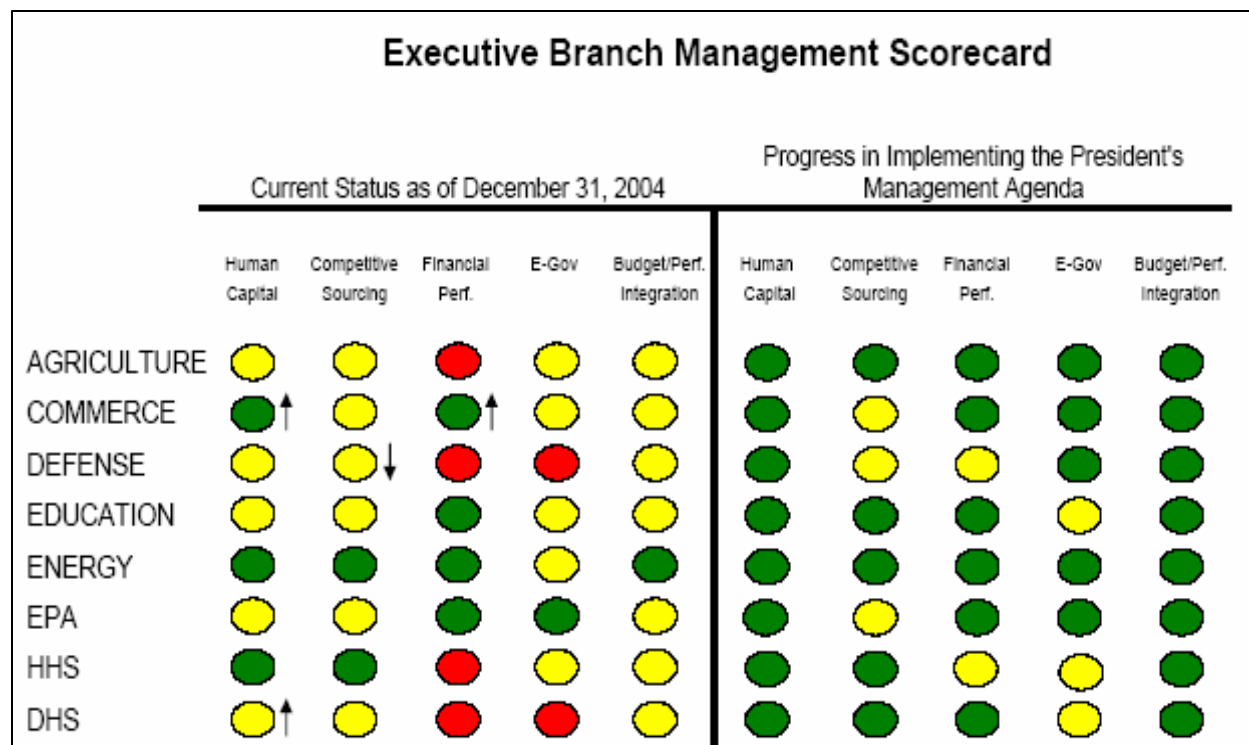 Executive Branch Management Scorecard
Current Status as of December 31, 2004
Progress in Implementing the President's
Management Agenda
Human Competitive Financial E-Gov Budget/Perf. Human Competitive Financial E-Gov Budget/Perf.
Capital Sourcing Perf. Integration Capital Sourcing Perf. Integration
AGRICULTURE
COMMERCE
DEFENSE
EDUCATION
ENERGY
EPA
HHS
DHS